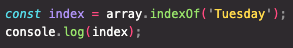 const index = array.indexOf('Tuesday');
console.log(index);